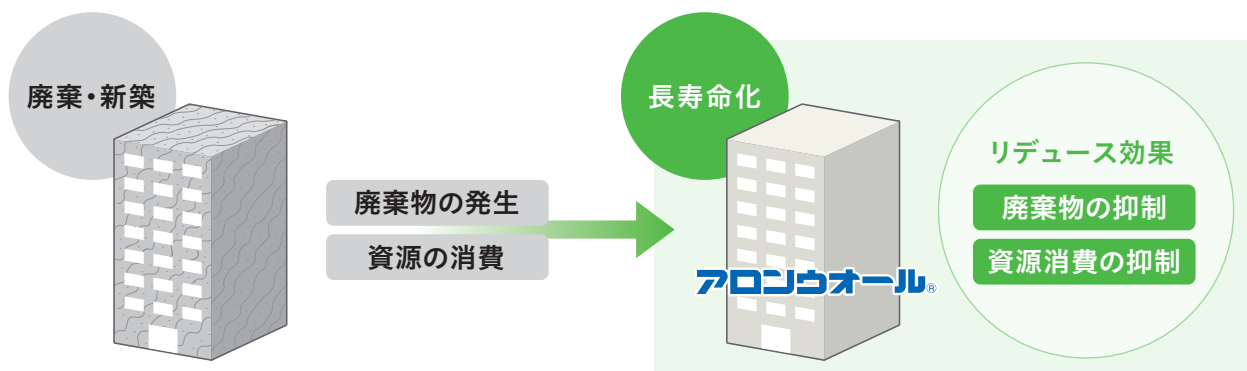 廃棄・新築
廃棄物の発生
資源の消費
長寿命化
アロンウオール®
リデュース効果
廃棄物の抑制
資源消費の抑制